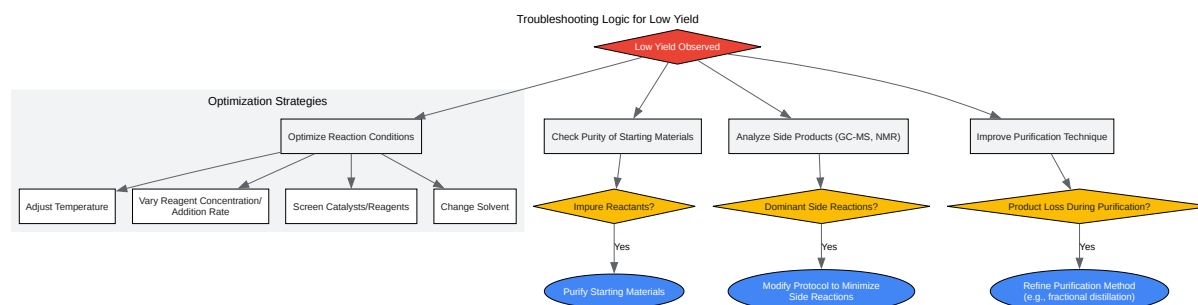 Troubleshooting Logic for Low Yield
Low Yield Observed
Optimization Strategies
Optimize Reaction Conditions
Check Purity of Starting Materials
Analyze Side Products (GC-MS, NMR)
Improve Purification Technique
Adjust Temperature
Vary Reagent Concentration/
Addition Rate
Screen Catalysts/Reagents
Change Solvent
Impure Reactants?
Dominant Side Reactions?
Product Loss During Purification?
Yes
Yes
Yes
Purify Starting Materials
Modify Protocol to Minimize
Side Reactions
Refine Purification Method
(e.g., fractional distillation)